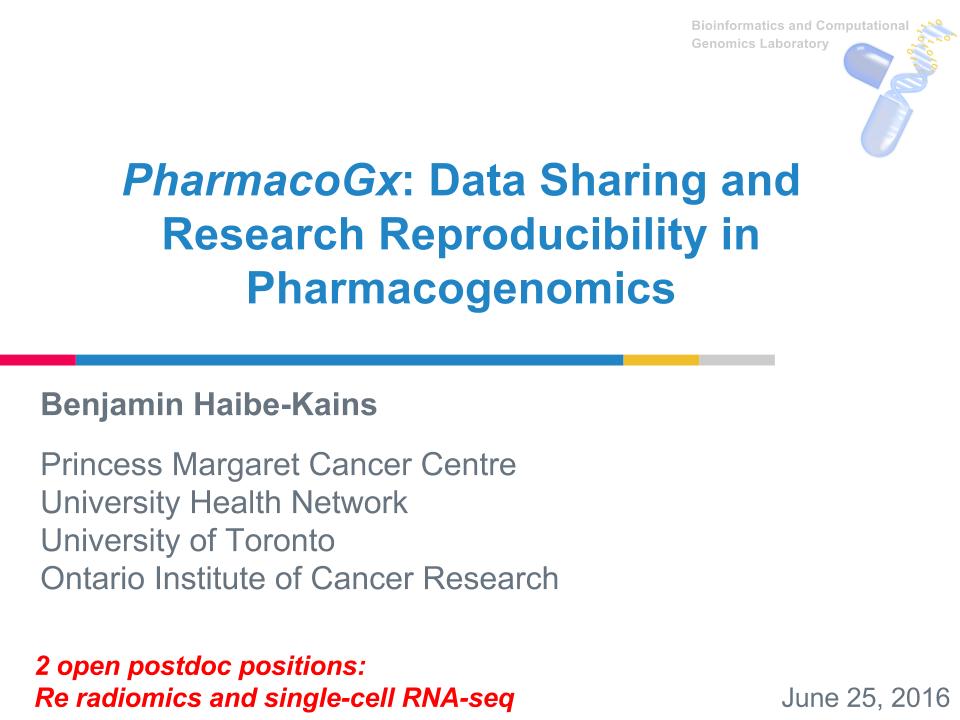 Bioinformatics and Computational
Genomics Laboratory
PharmacoGx: Data Sharing and
Research Reproducibility in
Pharmacogenomics
Benjamin Haibe-Kains
Princess Margaret Cancer Centre
University Health Network
University of Toronto
Ontario Institute of Cancer Research
2 open postdoc positions:
Re radiomics and single-cell RNA-seq
June 25, 2016